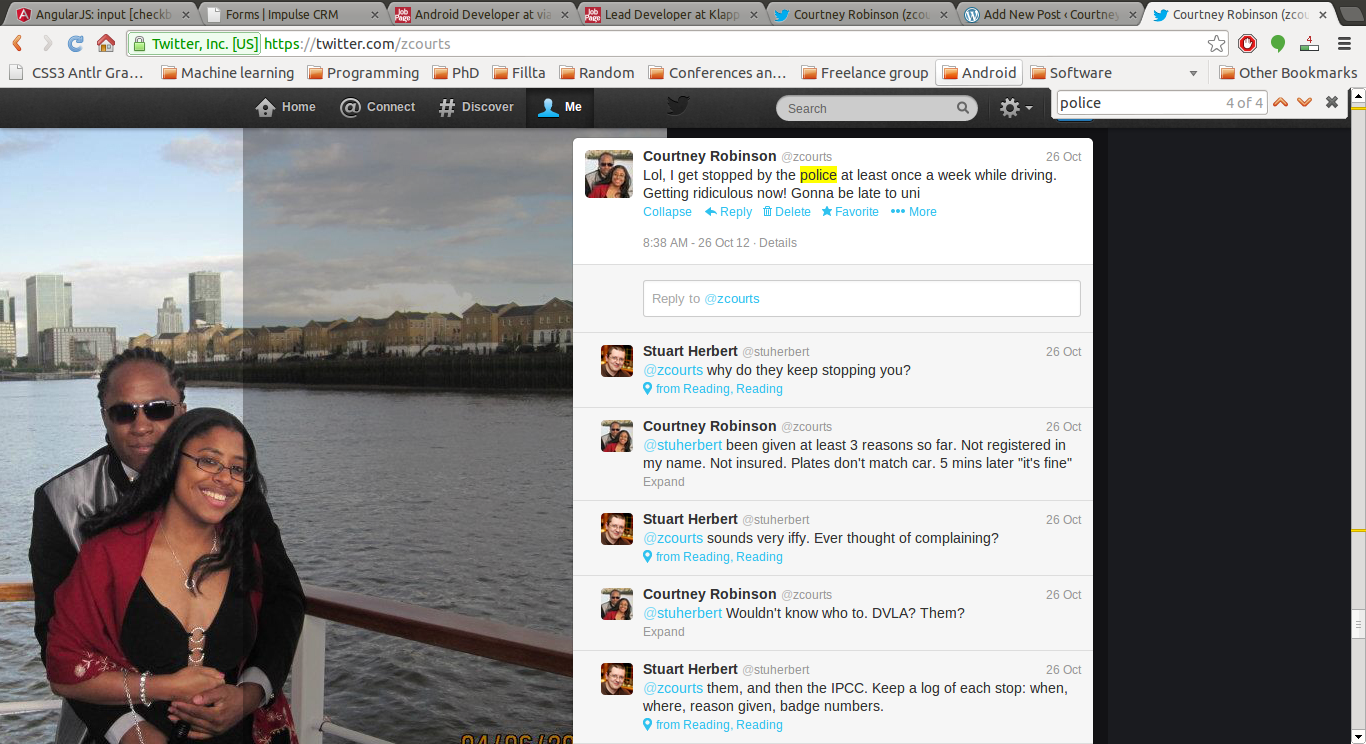 AngularJS: input [checkb
Forms | Impulse CRM
Job Page
Android Developer at via
Job Page
Lead Developer at Klapp
Courtney Robinson (zcou
Add New Post ‹ Courtney
Courtney Robinson (zcou
Twitter, Inc. [US] https://twitter.com/zcourts
4
CSS3 Antlr Gra...
Machine learning
Programming
PhD
Fillta
Random
Conferences an...
Freelance group
Android
Software
Other Bookmarks
Home
Connect
Discover
Me
Search
police 4 of 4
Courtney Robinson @zcourts 26 Oct
Lol, I get stopped by the police at least once a week while driving.
Getting ridiculous now! Gonna be late to uni
Collapse Reply Delete Favorite More
8:38 AM - 26 Oct 12 · Details
Reply to @zcourts
Stuart Herbert @stuherbert 26 Oct
@zcourts why do they keep stopping you?
from Reading, Reading
Courtney Robinson @zcourts 26 Oct
@stuherbert been given at least 3 reasons so far. Not registered in
my name. Not insured. Plates don't match car. 5 mins later "it's fine"
Expand
Stuart Herbert @stuherbert 26 Oct
@zcourts sounds very iffy. Ever thought of complaining?
from Reading, Reading
Courtney Robinson @zcourts 26 Oct
@stuherbert Wouldn't know who to. DVLA? Them?
Expand
Stuart Herbert @stuherbert 26 Oct
@zcourts them, and then the IPCC. Keep a log of each stop: when,
where, reason given, badge numbers.
from Reading, Reading